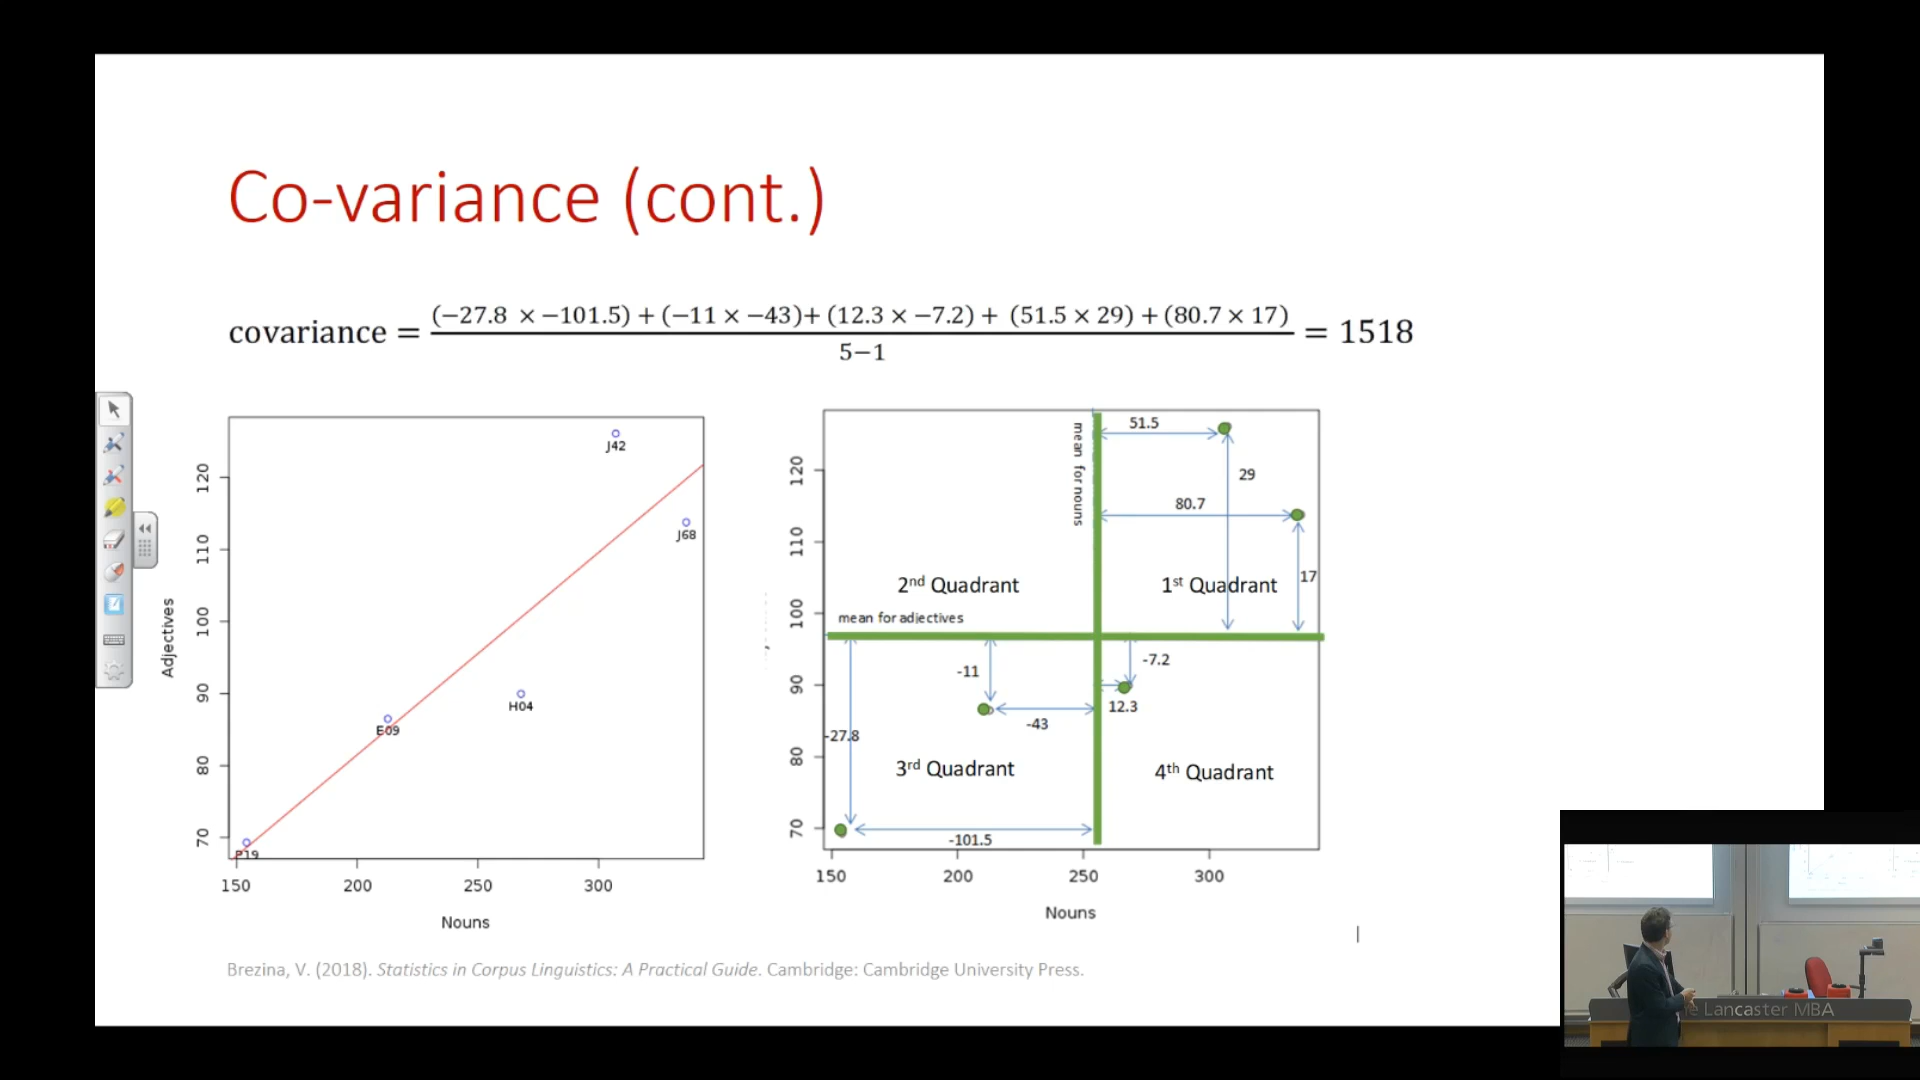 Co-variance (cont.)
covariance = (−27.8 × −101.5) + (−11 × −43)+ (12.3 × −7.2) + (51.5 × 29) + (80.7 × 17) / 5−1 = 1518
Adjectives
120
110
100
90
80
70
J42
J68
H04
E09
P19
150 200 250 300
Nouns
120
110
100
90
80
70
mean for nouns
51.5
29
80.7
17
2nd Quadrant
1st Quadrant
mean for adjectives
-11
-7.2
12.3
-43
-27.8
3rd Quadrant
4th Quadrant
-101.5
150 200 250 300
Nouns
Brezina, V. (2018). Statistics in Corpus Linguistics: A Practical Guide. Cambridge: Cambridge University Press.
e Lancaster MBA